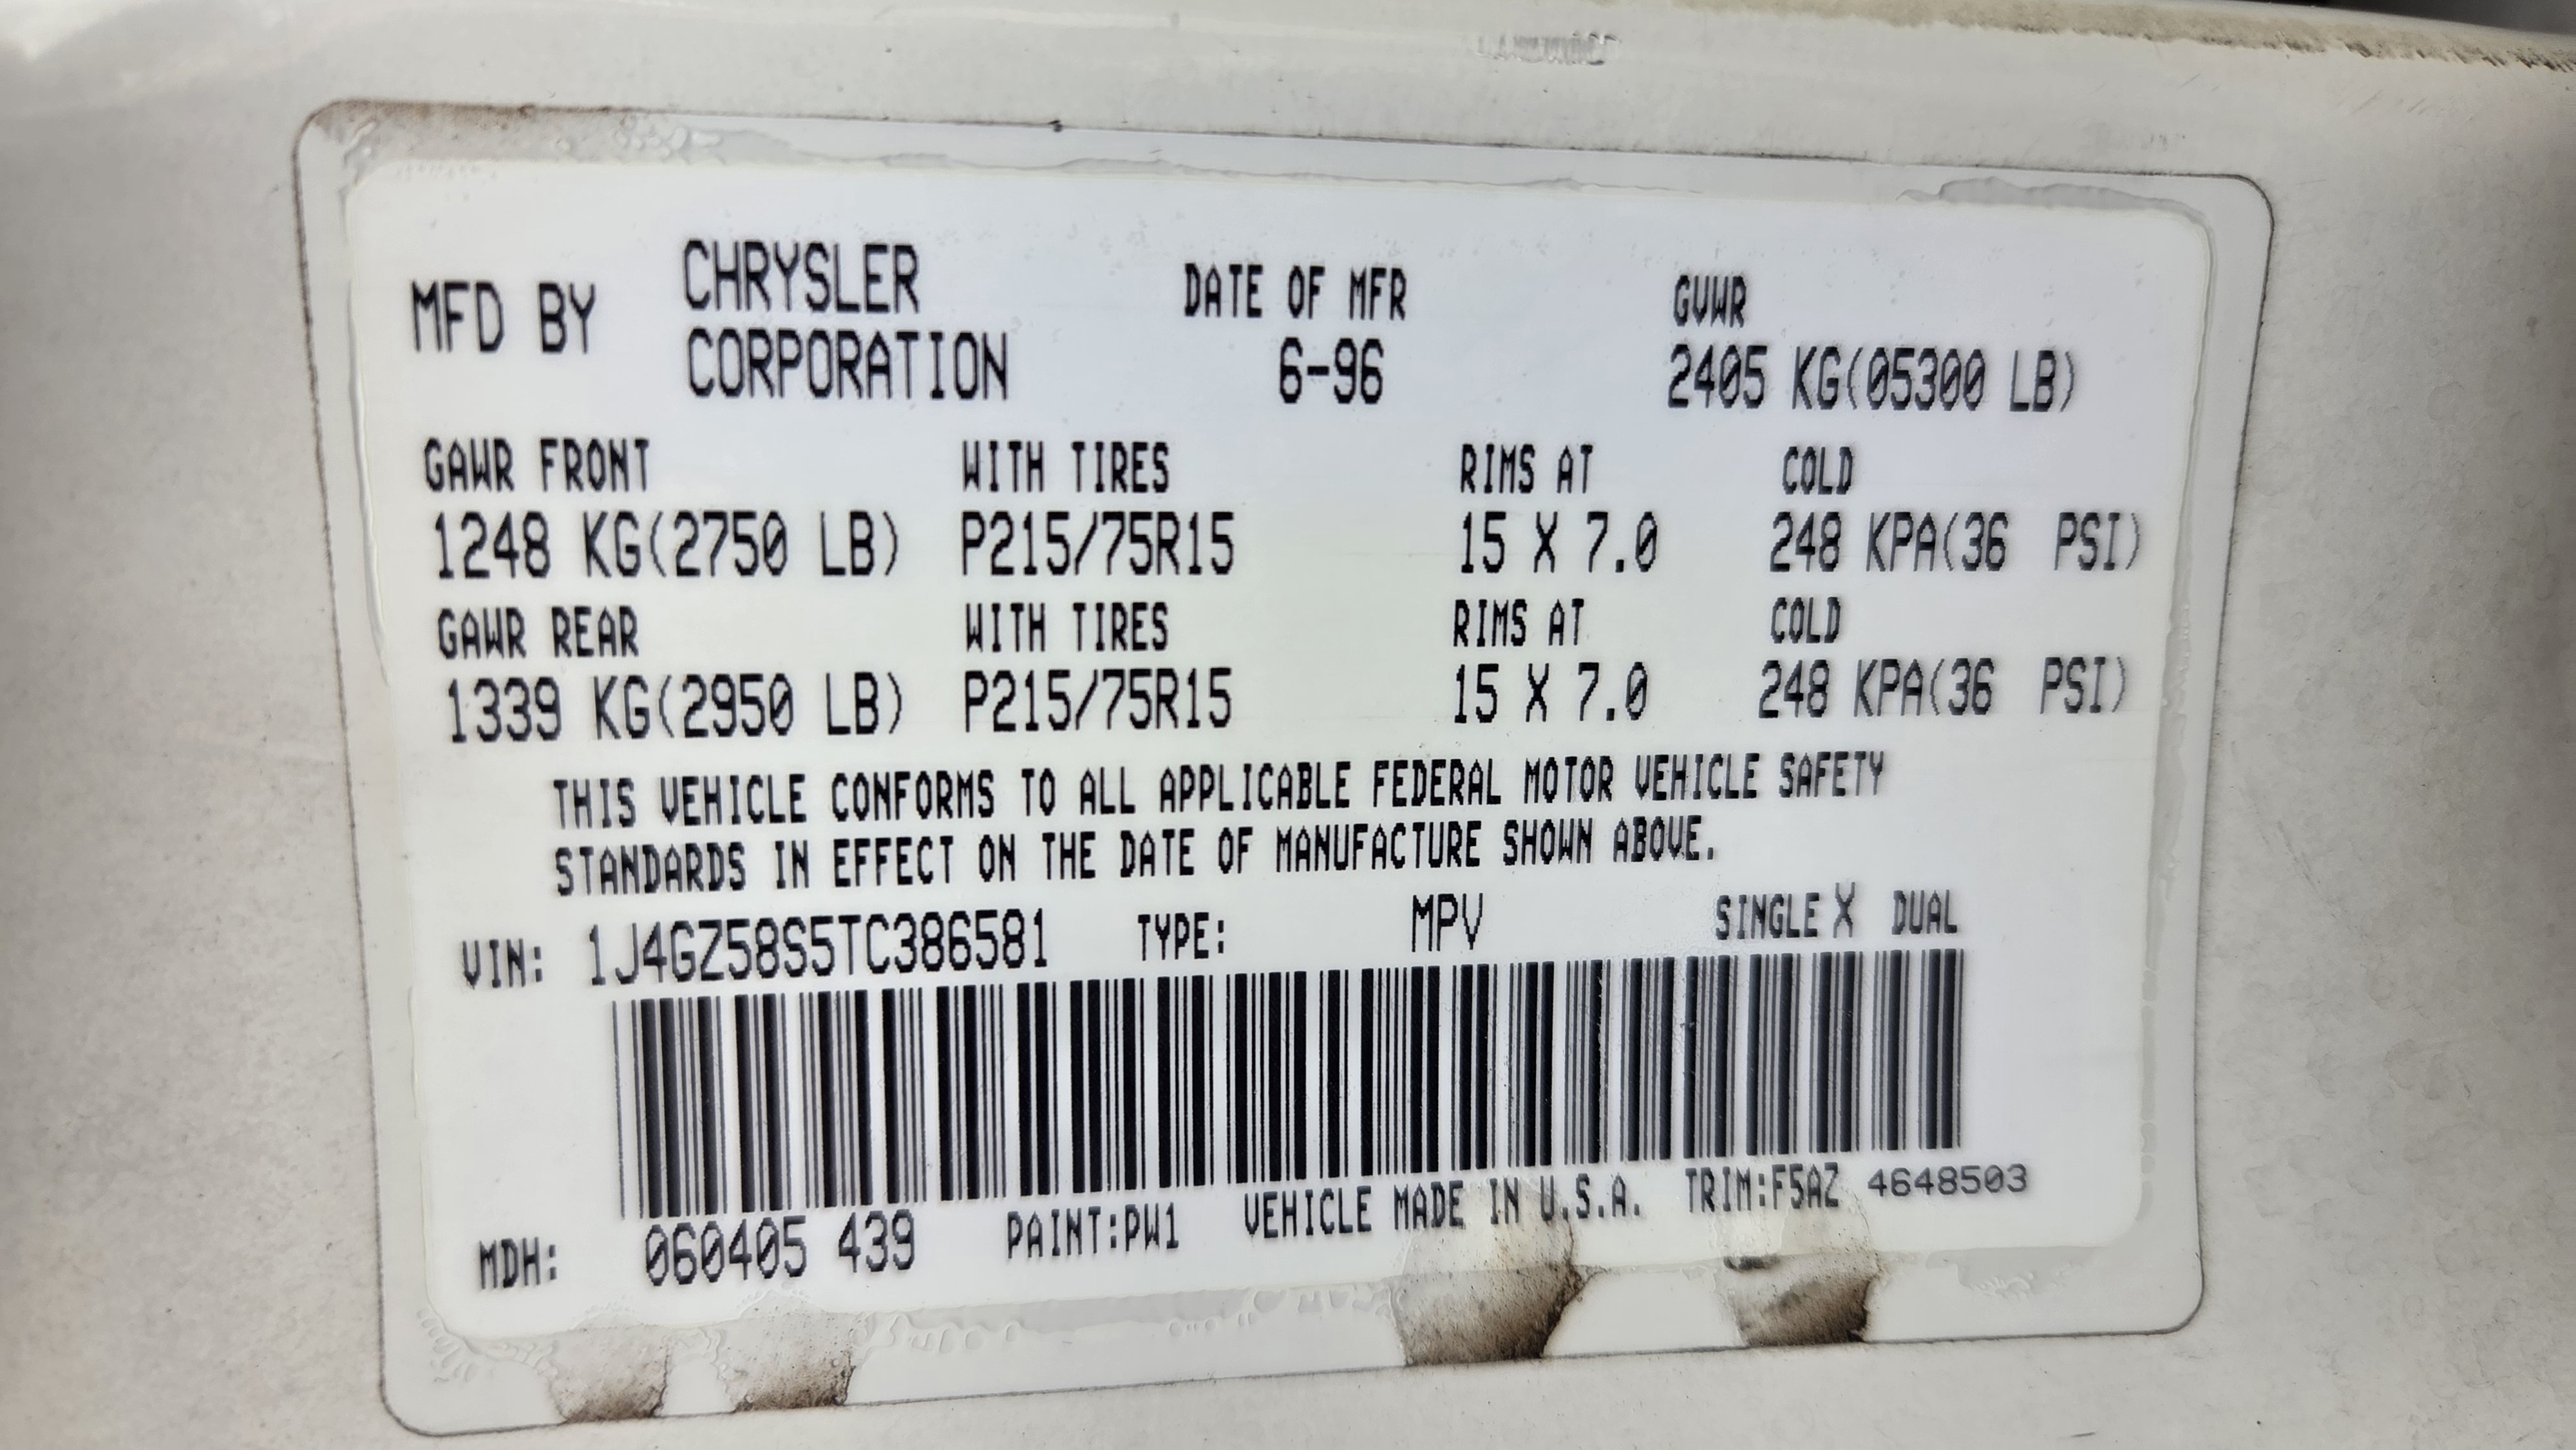 MFD BY CHRYSLER CORPORATION
DATE OF MFR 6-96
GVWR 2405 KG(05300 LB)
GAWR FRONT WITH TIRES RIMS AT COLD
1248 KG(2750 LB) P215/75R15 15 X 7.0 248 KPA(36 PSI)
GAWR REAR WITH TIRES RIMS AT COLD
1339 KG(2950 LB) P215/75R15 15 X 7.0 248 KPA(36 PSI)
THIS VEHICLE CONFORMS TO ALL APPLICABLE FEDERAL MOTOR VEHICLE SAFETY
STANDARDS IN EFFECT ON THE DATE OF MANUFACTURE SHOWN ABOVE.
VIN: 1J4GZ58S5TC386581 TYPE: MPV SINGLE X DUAL
MDH: 060405 439 PAINT:PW1 VEHICLE MADE IN U.S.A. TRIM:F5AZ 4648503